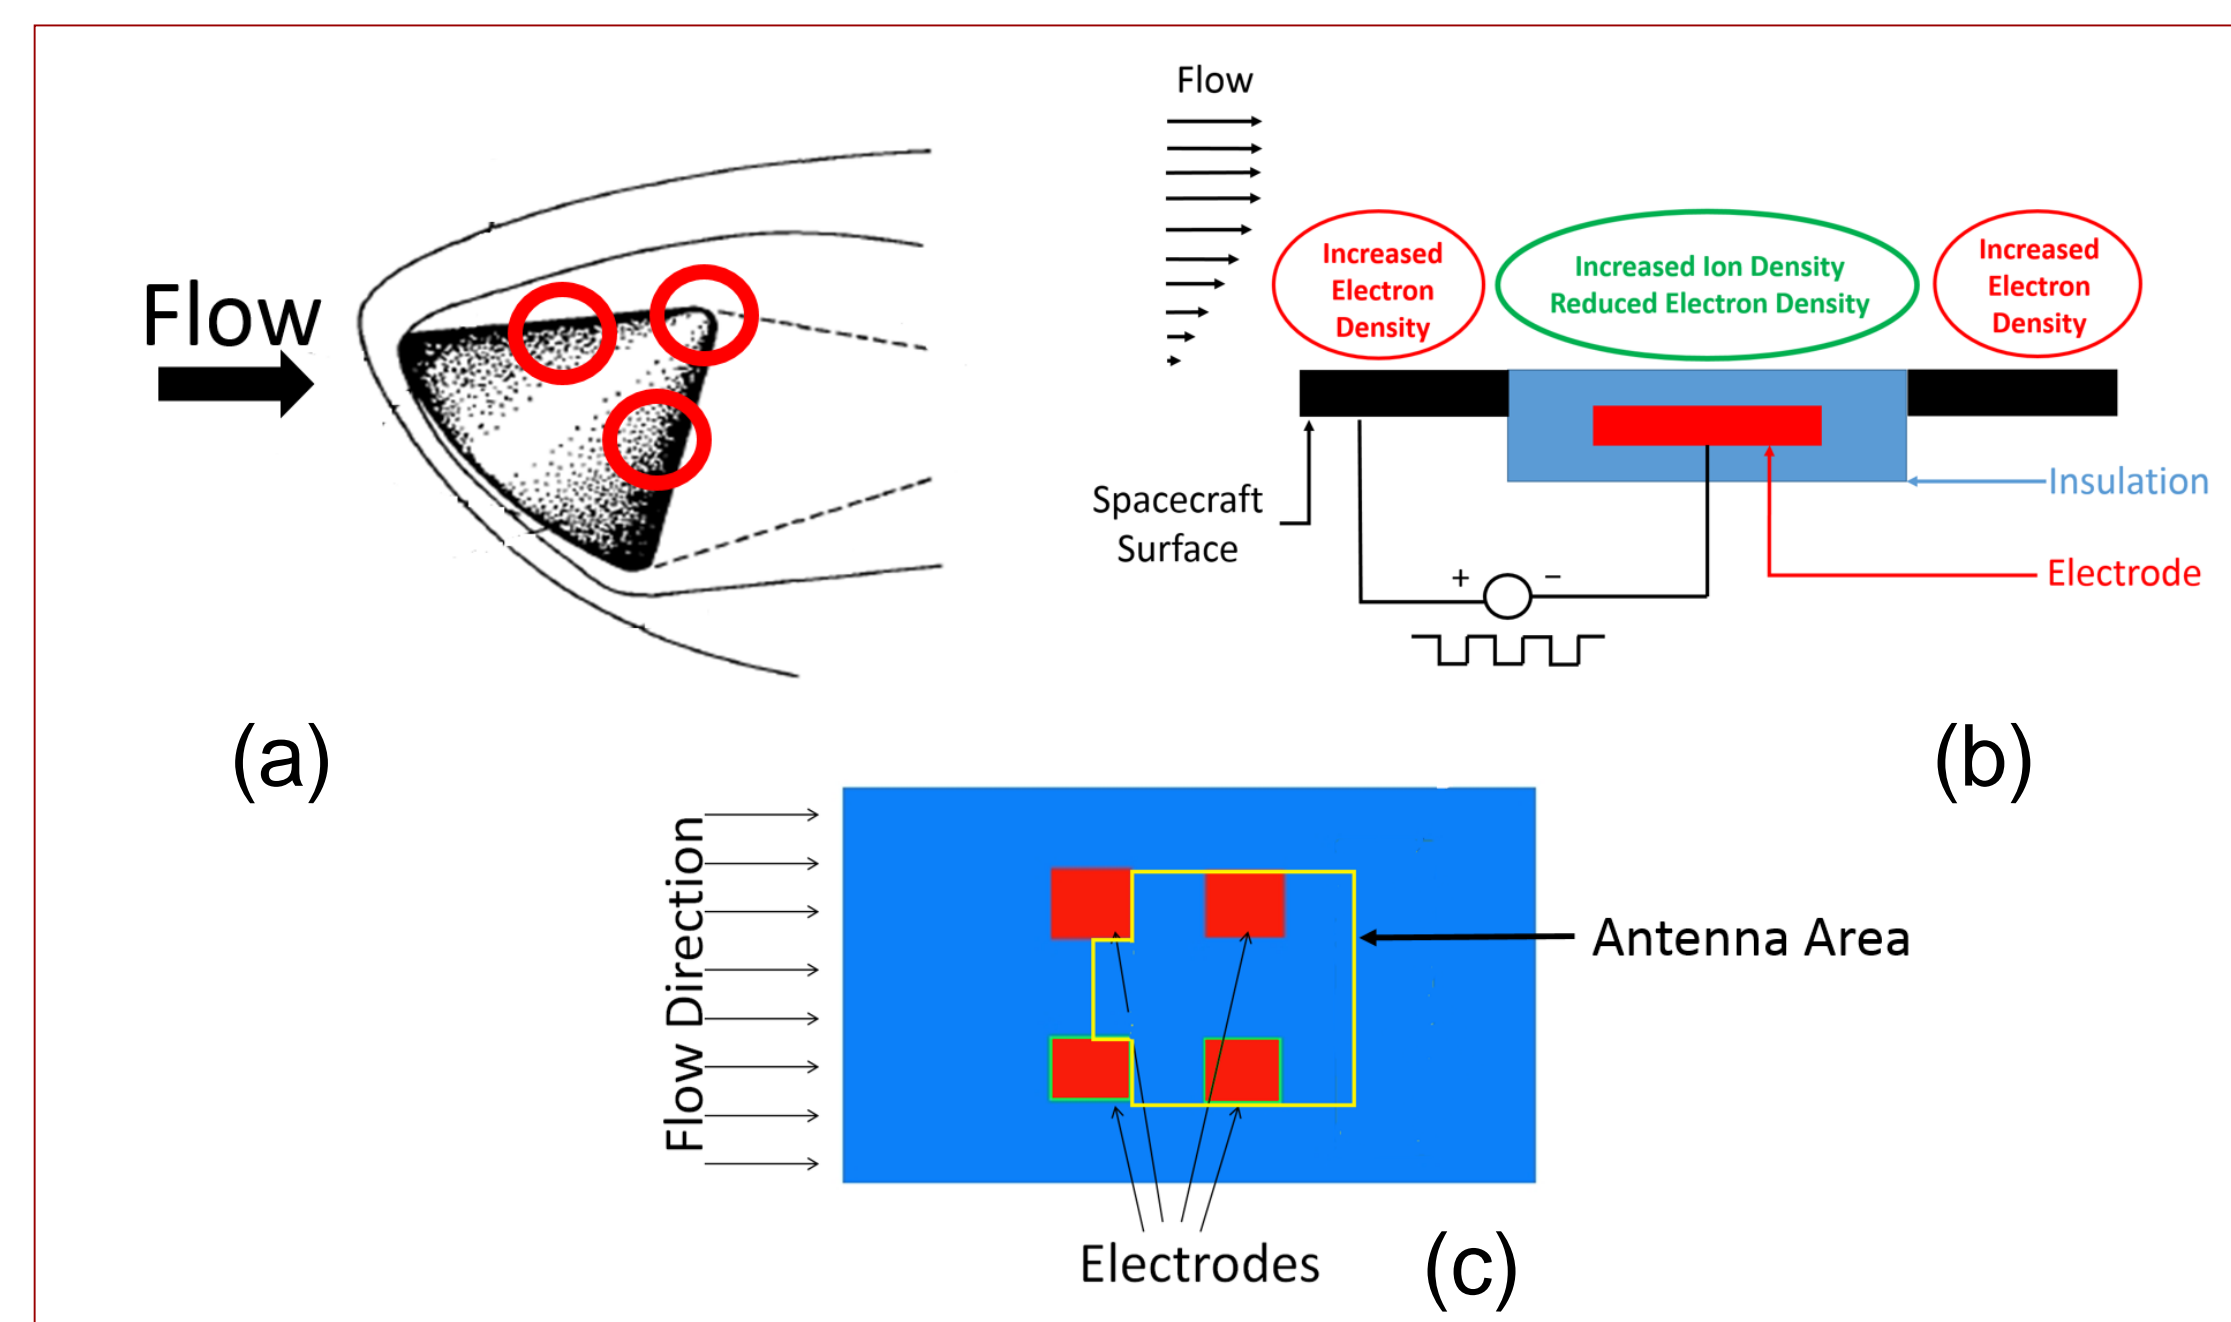 Flow
(a)
Flow
Increased
Electron
Density
Increased Ion Density
Reduced Electron Density
Increased
Electron
Density
Spacecraft
Surface
+
−
Insulation
Electrode
(b)
Flow Direction
Antenna Area
Electrodes
(c)